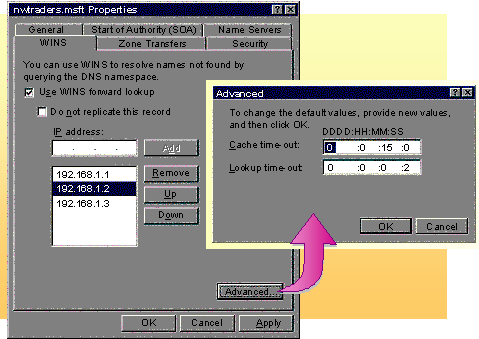 nwtraders.msft Properties
General
Start of Authority (SOA)
Name Servers
WINS
Zone Transfers
Security
You can use WINS to resolve names not found by
querying the DNS namespace.
Use WINS forward lookup
Do not replicate this record
IP address:
. . .
Add
192.168.1.1
192.168.1.2
192.168.1.3
Remove
Up
Down
Advanced...
OK
Cancel
Apply
Advanced
To change the default values, provide new values,
and then click OK.
DDDD:HH:MM:SS
Cache time-out:
0 :0 :15 :0
Lookup time-out:
0 :0 :0 :2
OK
Cancel